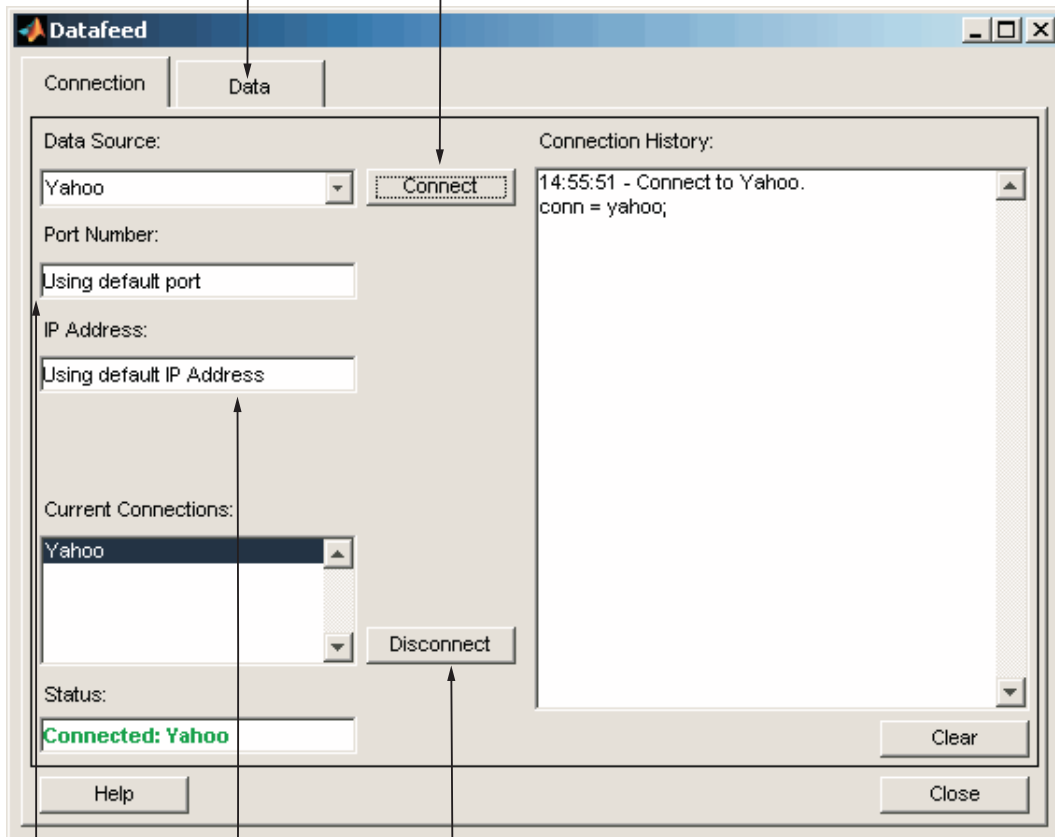 Datafeed
Connection
Data
Data Source:
Yahoo
Connect
Port Number:
Using default port
IP Address:
Using default IP Address
Current Connections:
Yahoo
Disconnect
Status:
Connected: Yahoo
Connection History:
14:55:51 - Connect to Yahoo.
conn = yahoo;
Clear
Help
Close